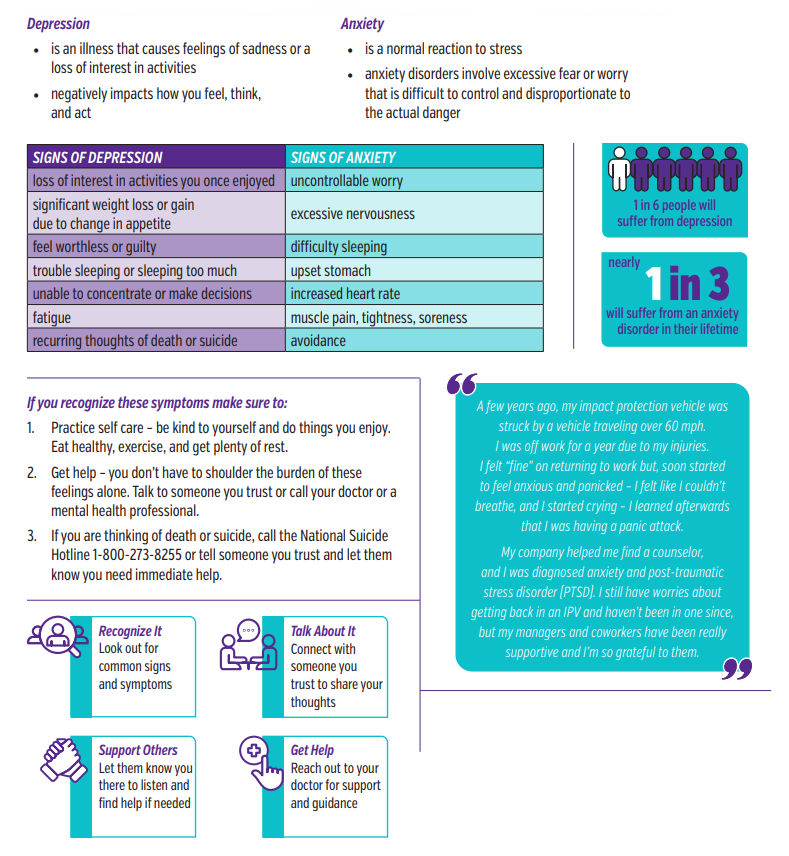 Depression
• is an illness that causes feelings of sadness or a
loss of interest in activities
• negatively impacts how you feel, think,
and act
Anxiety
• is a normal reaction to stress
• anxiety disorders involve excessive fear or worry
that is difficult to control and disproportionate to
the actual danger
SIGNS OF DEPRESSION SIGNS OF ANXIETY
loss of interest in activities you once enjoyed uncontrollable worry
significant weight loss or gain
due to change in appetite excessive nervousness
feel worthless or guilty difficulty sleeping
trouble sleeping or sleeping too much upset stomach
unable to concentrate or make decisions increased heart rate
fatigue muscle pain, tightness, soreness
recurring thoughts of death or suicide avoidance
1 in 6 people will
suffer from depression
nearly
1 in 3
will suffer from an anxiety
disorder in their lifetime
If you recognize these symptoms make sure to:
1. Practice self care – be kind to yourself and do things you enjoy.
Eat healthy, exercise, and get plenty of rest.
2. Get help – you don't have to shoulder the burden of these
feelings alone. Talk to someone you trust or call your doctor or a
mental health professional.
3. If you are thinking of death or suicide, call the National Suicide
Hotline 1-800-273-8255 or tell someone you trust and let them
know you need immediate help.
“
A few years ago, my impact protection vehicle was
struck by a vehicle traveling over 60 mph.
I was off work for a year due to my injuries.
I felt “fine” on returning to work but, soon started
to feel anxious and panicked – I felt like I couldn't
breathe, and I started crying – I learned afterwards
that I was having a panic attack.
My company helped me find a counselor,
and I was diagnosed anxiety and post-traumatic
stress disorder [PTSD]. I still have worries about
getting back in an IPV and haven't been in one since,
but my managers and coworkers have been really
supportive and I'm so grateful to them.
”
Recognize It
Look out for
common signs
and symptoms
Talk About It
Connect with
someone you
trust to share your
thoughts
Support Others
Let them know you
there to listen and
find help if needed
Get Help
Reach out to your
doctor for support
and guidance